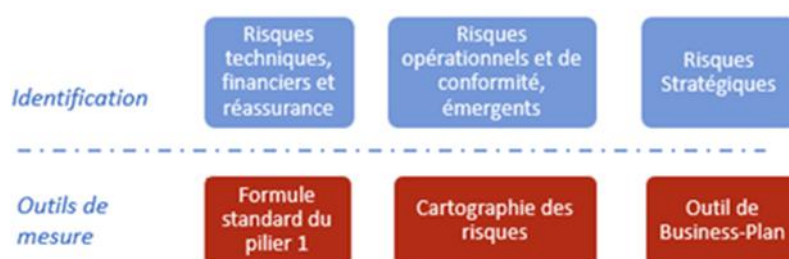 Identification
Risques
techniques,
financiers et
réassurance
Risques
opérationnels et de
conformité,
émergents
Risques
Stratégiques
Outils de
mesure
Formule
standard du
pilier 1
Cartographie des
risques
Outil de
Business-Plan